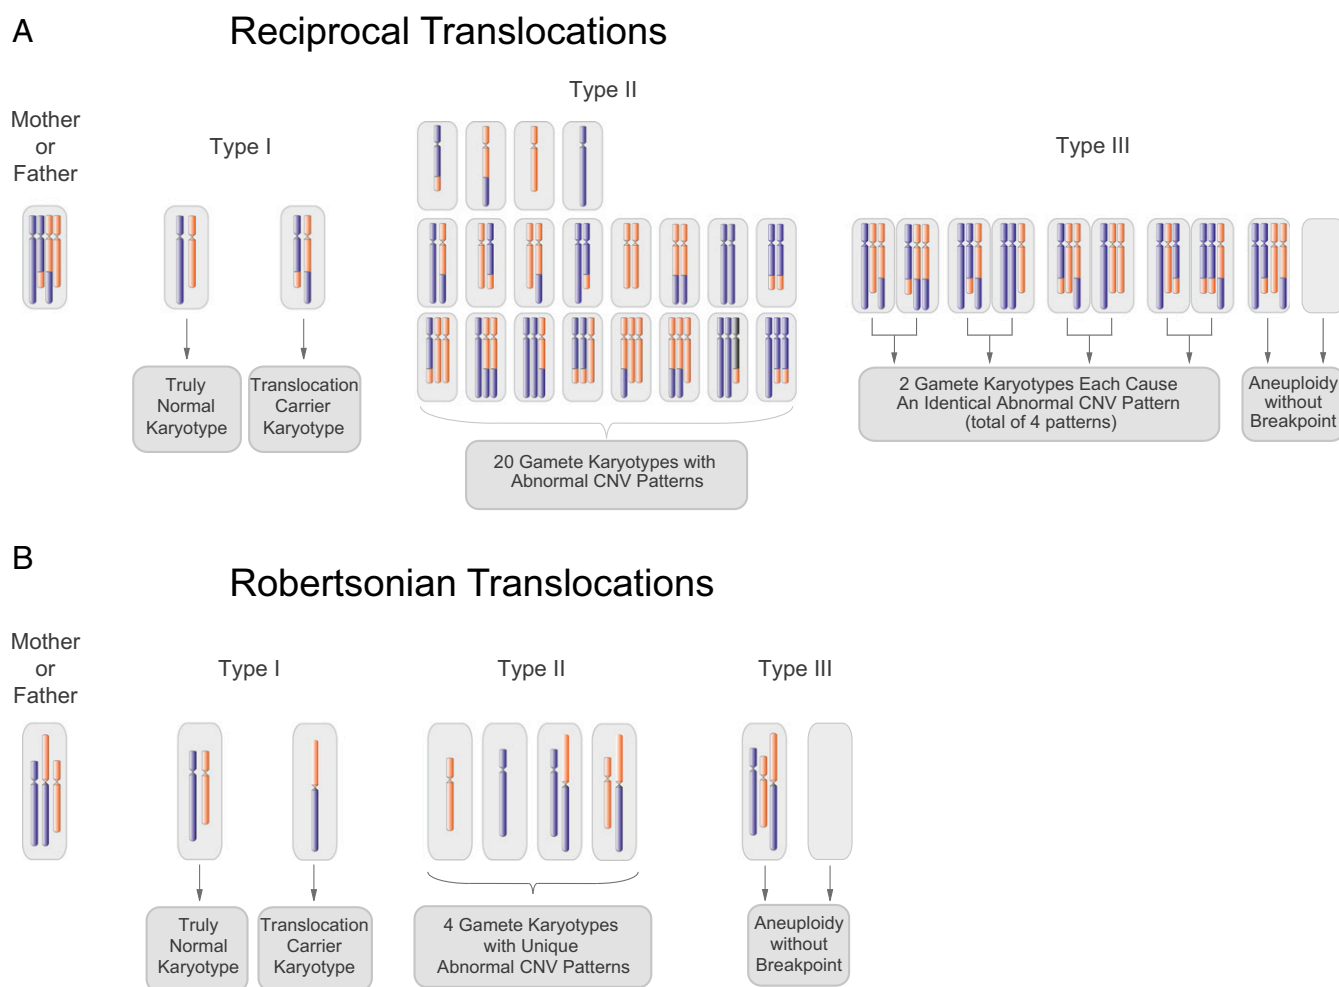 A
Reciprocal Translocations
Mother
or
Father
Type I
Type II
Type III
Truly
Normal
Karyotype
Translocation
Carrier
Karyotype
20 Gamete Karyotypes with
Abnormal CNV Patterns
2 Gamete Karyotypes Each Cause
An Identical Abnormal CNV Pattern
(total of 4 patterns)
Aneuploidy
without
Breakpoint
B
Robertsonian Translocations
Mother
or
Father
Type I
Type II
Type III
Truly
Normal
Karyotype
Translocation
Carrier
Karyotype
4 Gamete Karyotypes
with Unique
Abnormal CNV Patterns
Aneuploidy
without
Breakpoint